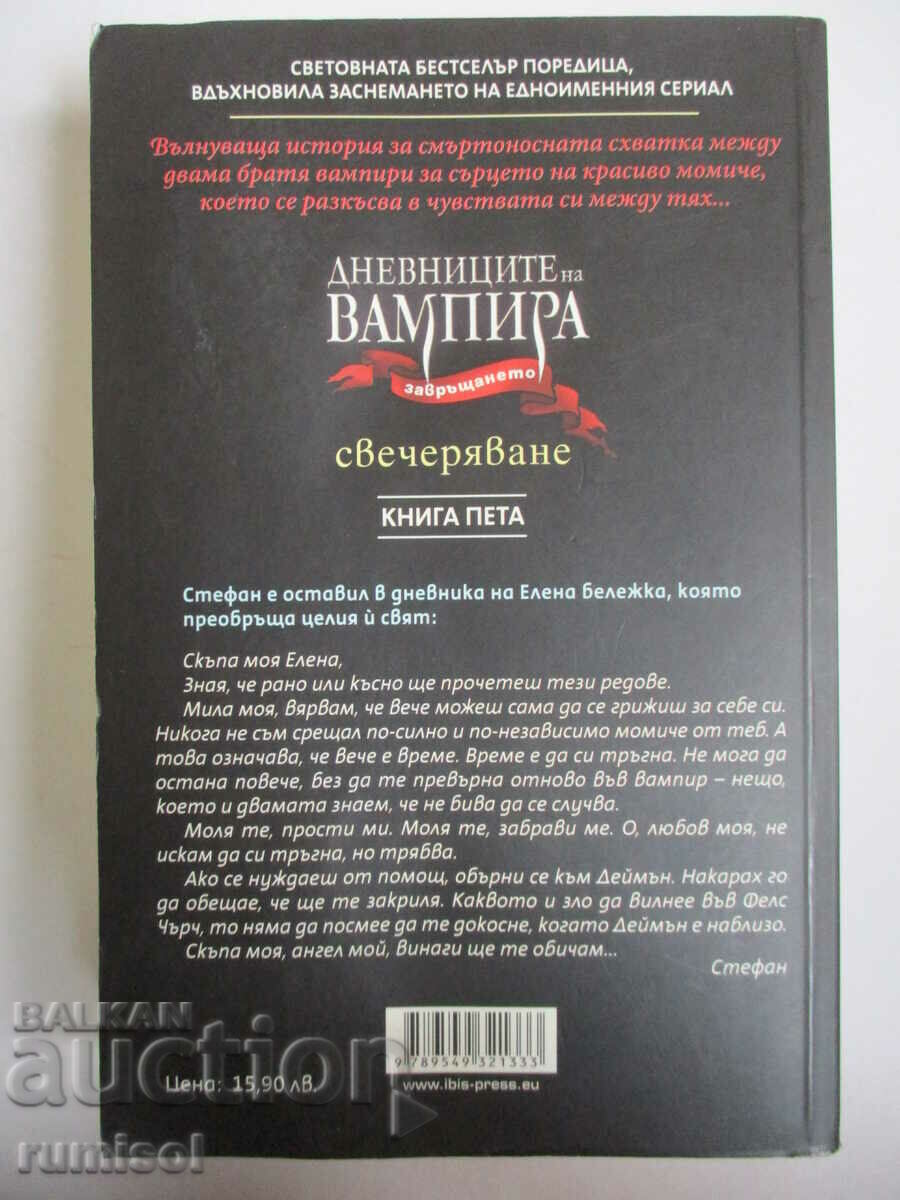 СВЕТОВНАТА БЕСТСЕЛЪР ПОРЕДИЦА,
ВДЪХНОВИЛА ЗАСНЕМАНЕТО НА ЕДНОИМЕННИЯ СЕРИАЛ
Вълнуваща история за смъртоносната схватка между
двама братя вампири за сърцето на красиво момиче,
което се разкъсва в чувствата си между тях...
ДНЕВНИЦИТЕ на
ВАМПИРА
завръщането
свечеряване
КНИГА ПЕТА
Стефан е оставил в дневника на Елена бележка, която
преобръща целия ѝ свят:
Скъпа моя Елена,
Зная, че рано или късно ще прочетеш тези редове.
Мила моя, вярвам, че вече можеш сама да се грижиш за себе си.
Никога не съм срещал по-силно и по-независимо момиче от теб. А
това означава, че вече е време. Време е да си тръгна. Не мога да
остана повече, без да те превърна отново във вампир – нещо,
което и двамата знаем, че не бива да се случва.
Моля те, прости ми. Моля те, забрави ме. О, любов моя, не
искам да си тръгна, но трябва.
Ако се нуждаеш от помощ, обърни се към Деймън. Накарах го
да обещае, че ще те закриля. Каквото и зло да вилнее във Фелс
Чърч, то няма да посмее да те докосне, когато Деймън е наблизо.
Скъпа моя, ангел мой, винаги ще те обичам...
Стефан
9 789549 321333
Цена: 15,90 лв.
www.ibis-press.eu
BALKAN
auction
rumisol